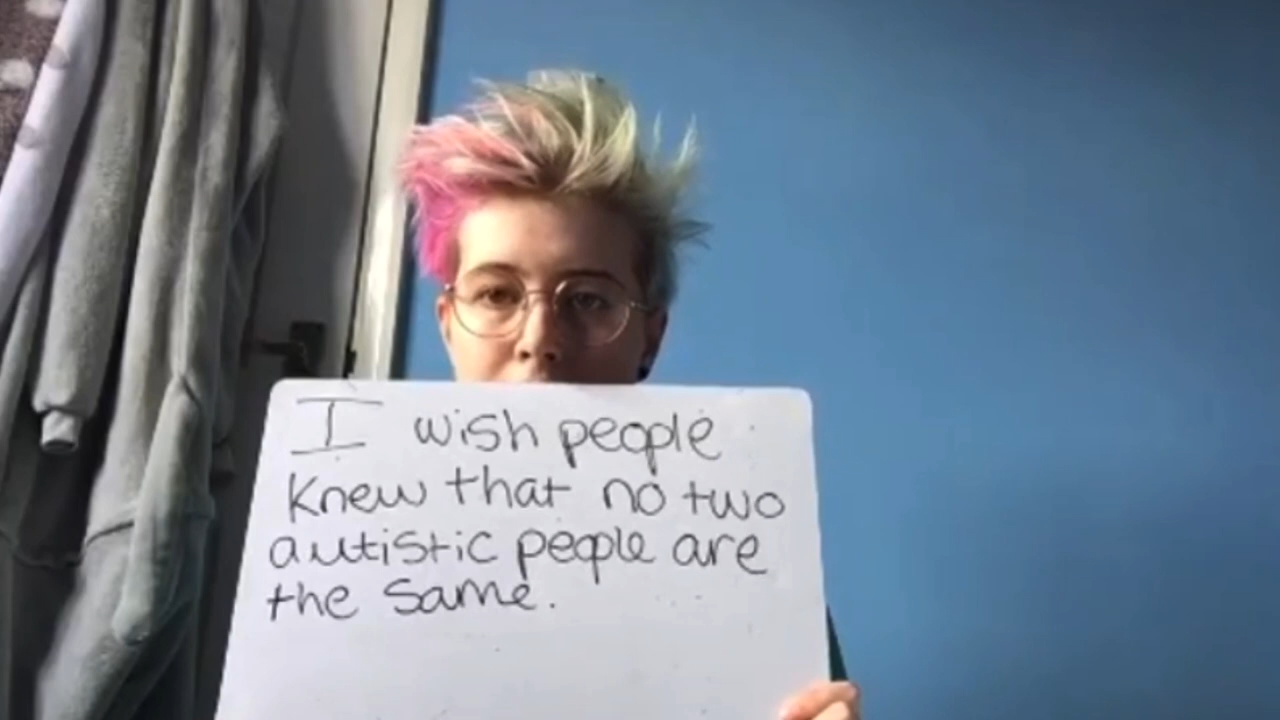 I wish people
knew that no two
autistic people are
the same.